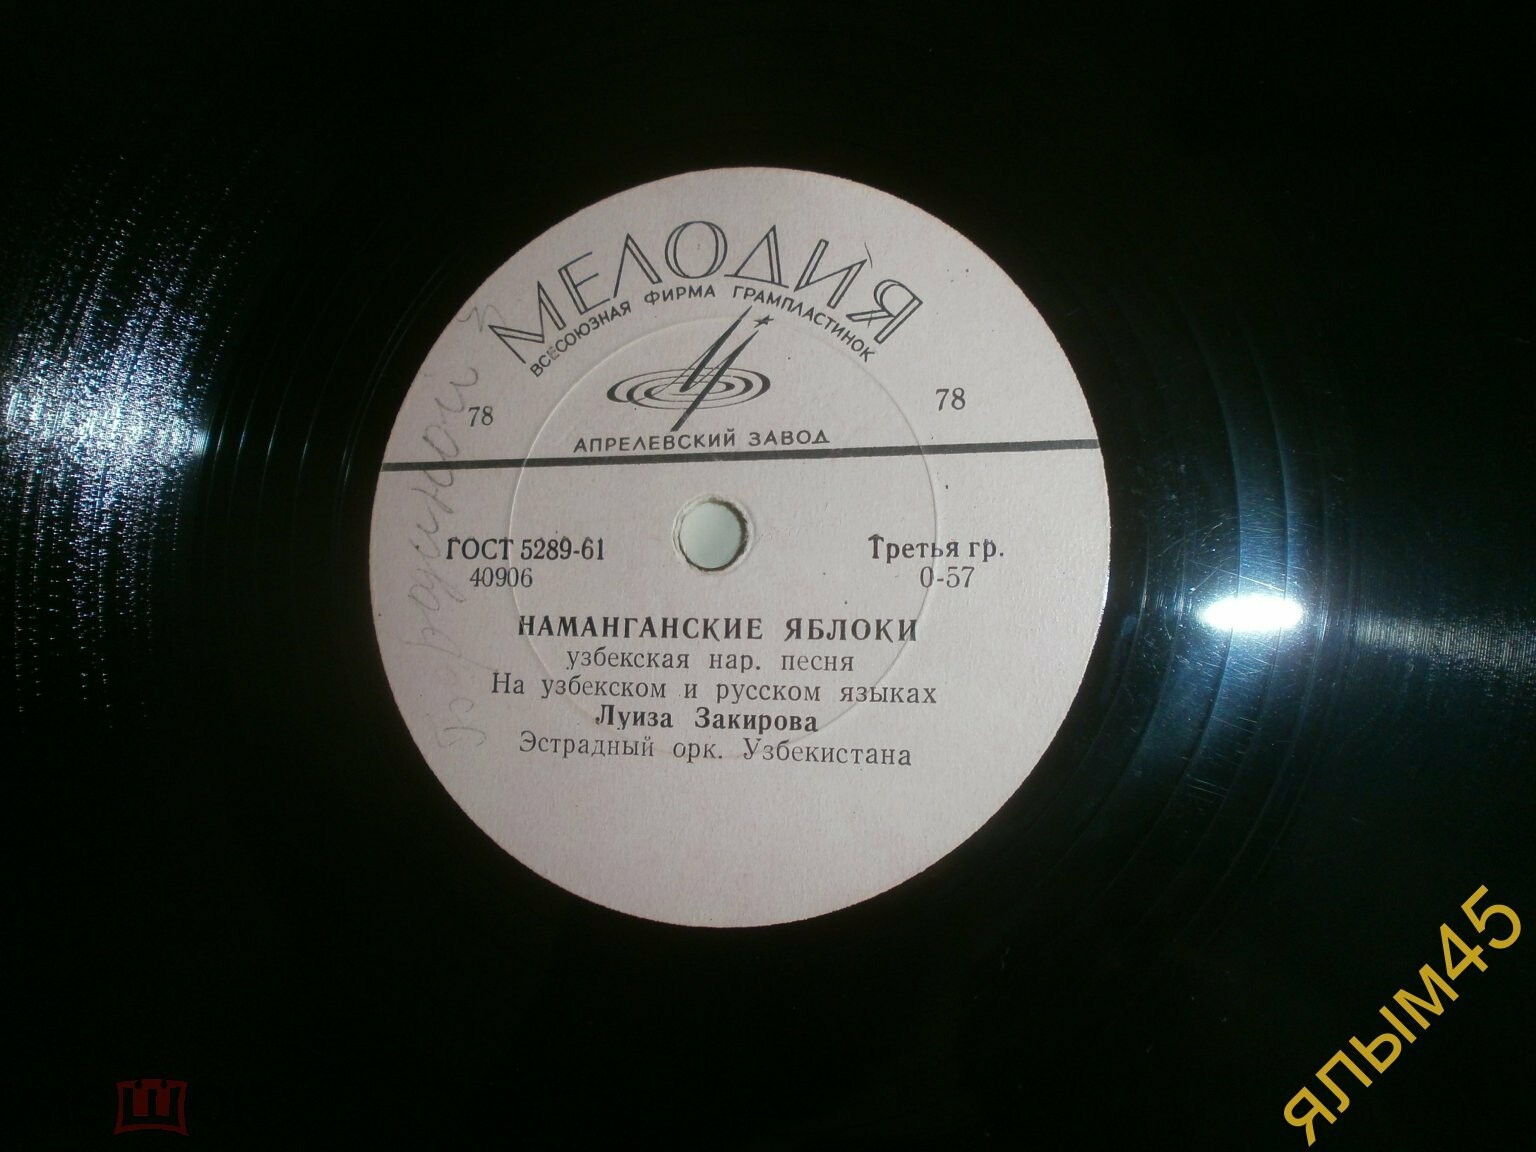 МЕЛОДИЯ
ВСЕСОЮЗНАЯ ФИРМА ГРАМПЛАСТИНОК
78
78
АПРЕЛЕВСКИЙ ЗАВОД
ГОСТ 5289-61
Третья гр.
40906
0-57
НАМАНГАНСКИЕ ЯБЛОКИ
узбекская нар. песня
На узбекском и русском языках
Луиза Закирова
Эстрадный орк. Узбекистана
ялым45